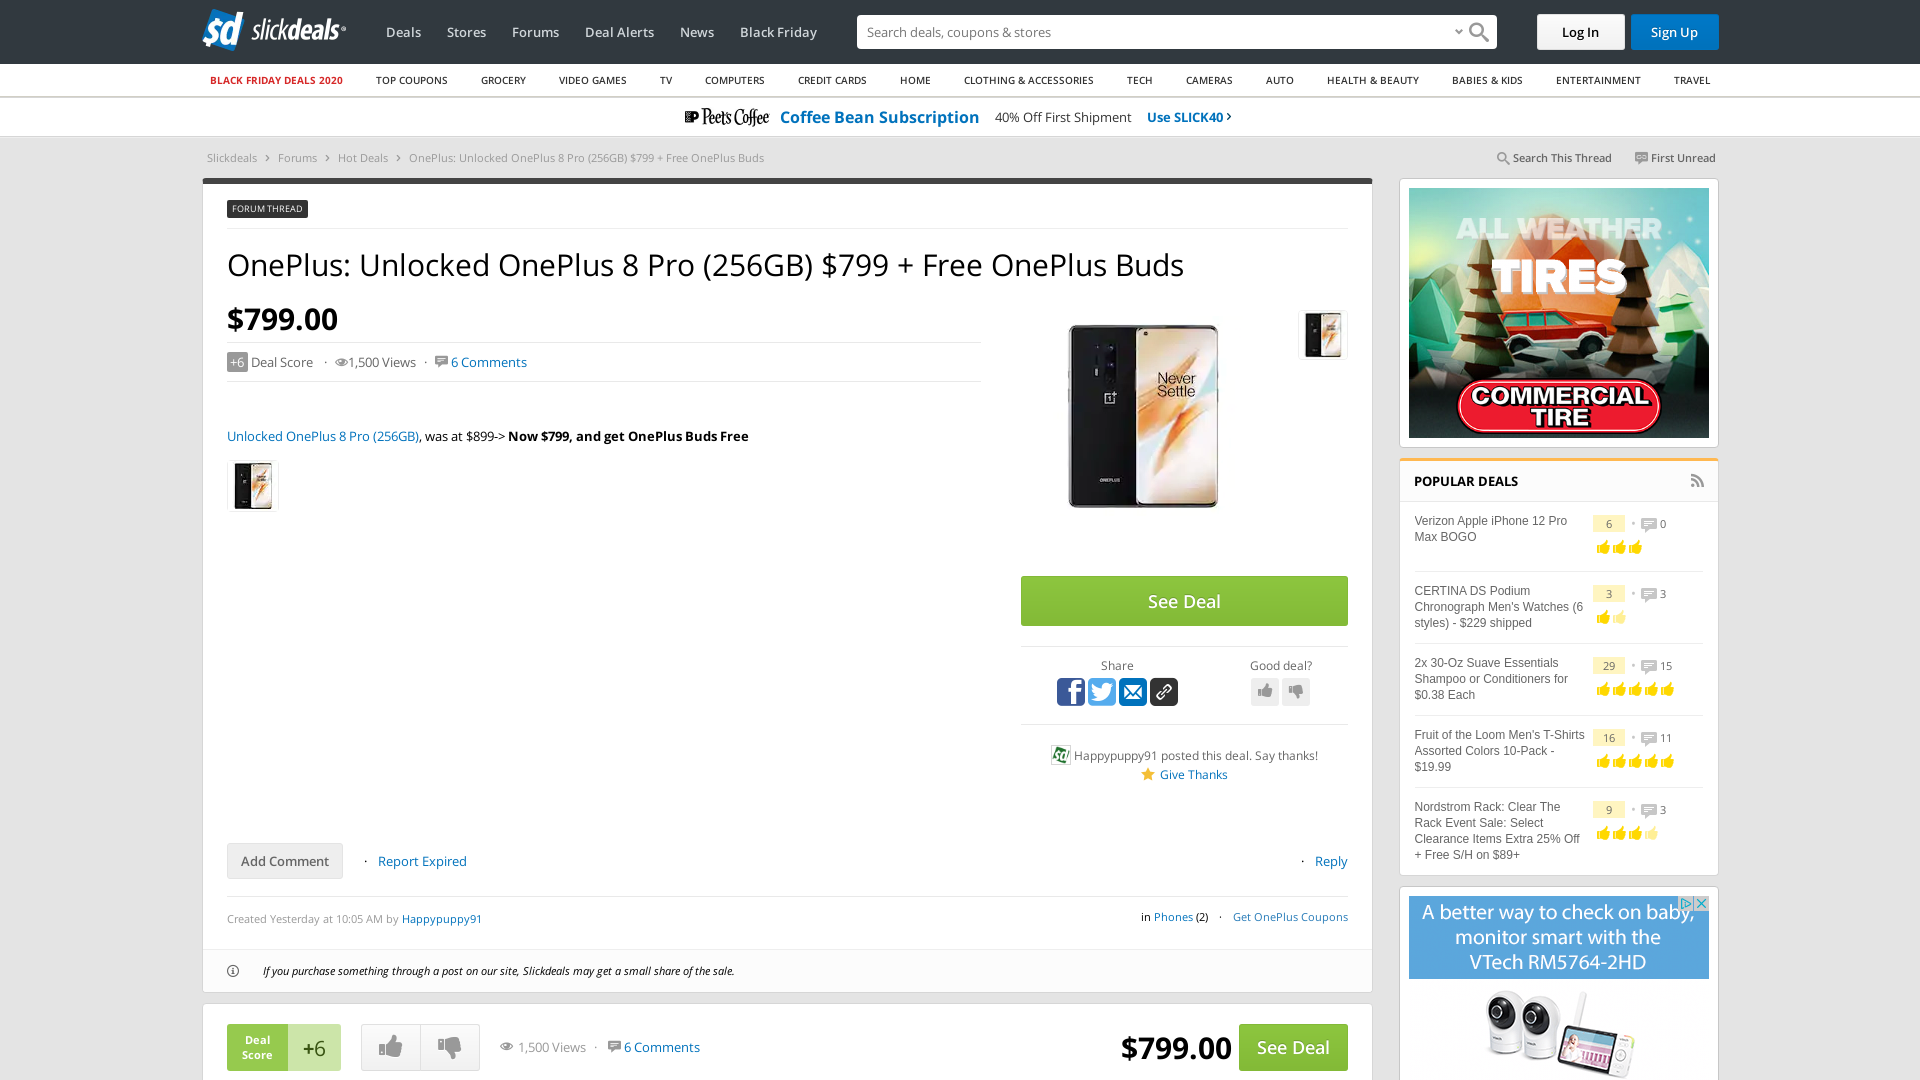 slickdeals
Deals
Stores
Forums
Deal Alerts
News
Black Friday
Search deals, coupons & stores
Log In
Sign Up
BLACK FRIDAY DEALS 2020
TOP COUPONS
GROCERY
VIDEO GAMES
TV
COMPUTERS
CREDIT CARDS
HOME
CLOTHING & ACCESSORIES
TECH
CAMERAS
AUTO
HEALTH & BEAUTY
BABIES & KIDS
ENTERTAINMENT
TRAVEL
Peet's Coffee
Coffee Bean Subscription
40% Off First Shipment
Use SLICK40
Slickdeals
Forums
Hot Deals
OnePlus: Unlocked OnePlus 8 Pro (256GB) $799 + Free OnePlus Buds
Search This Thread
First Unread
FORUM THREAD
OnePlus: Unlocked OnePlus 8 Pro (256GB) $799 + Free OnePlus Buds
$799.00
+6 Deal Score · 1,500 Views · 6 Comments
Unlocked OnePlus 8 Pro (256GB), was at $899-> Now $799, and get OnePlus Buds Free
Never
Settle
ONEPLUS
See Deal
Share
Good deal?
Happypuppy91 posted this deal. Say thanks!
Give Thanks
Add Comment
· Report Expired
· Reply
Created Yesterday at 10:05 AM by Happypuppy91
in Phones (2) · Get OnePlus Coupons
If you purchase something through a post on our site, Slickdeals may get a small share of the sale.
Deal
Score
+6
1,500 Views · 6 Comments
$799.00
See Deal
ALL WEATHER
TIRES
COMMERCIAL
TIRE
POPULAR DEALS
Verizon Apple iPhone 12 Pro
Max BOGO
6 • 0
CERTINA DS Podium
Chronograph Men's Watches (6
styles) - $229 shipped
3 • 3
2x 30-Oz Suave Essentials
Shampoo or Conditioners for
$0.38 Each
29 • 15
Fruit of the Loom Men's T-Shirts
Assorted Colors 10-Pack -
$19.99
16 • 11
Nordstrom Rack: Clear The
Rack Event Sale: Select
Clearance Items Extra 25% Off
+ Free S/H on $89+
9 • 3
A better way to check on baby,
monitor smart with the
VTech RM5764-2HD